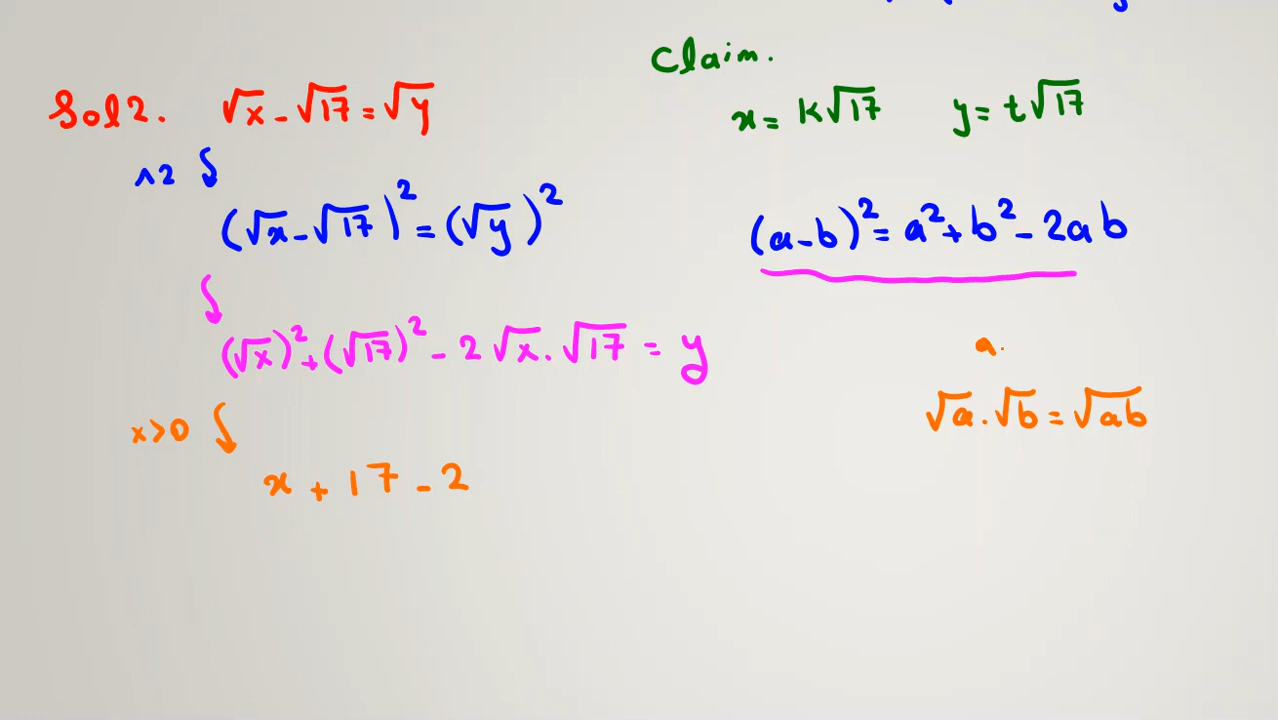 Claim.
Sol2. √x - √17 = √y
x = k√17 y = t√17
^2
(√x - √17)² = (√y)²
(a - b)² = a² + b² - 2ab
(√x)² + (√17)² - 2√x . √17 = y
a.
√a . √b = √ab
x>0
x + 17 - 2